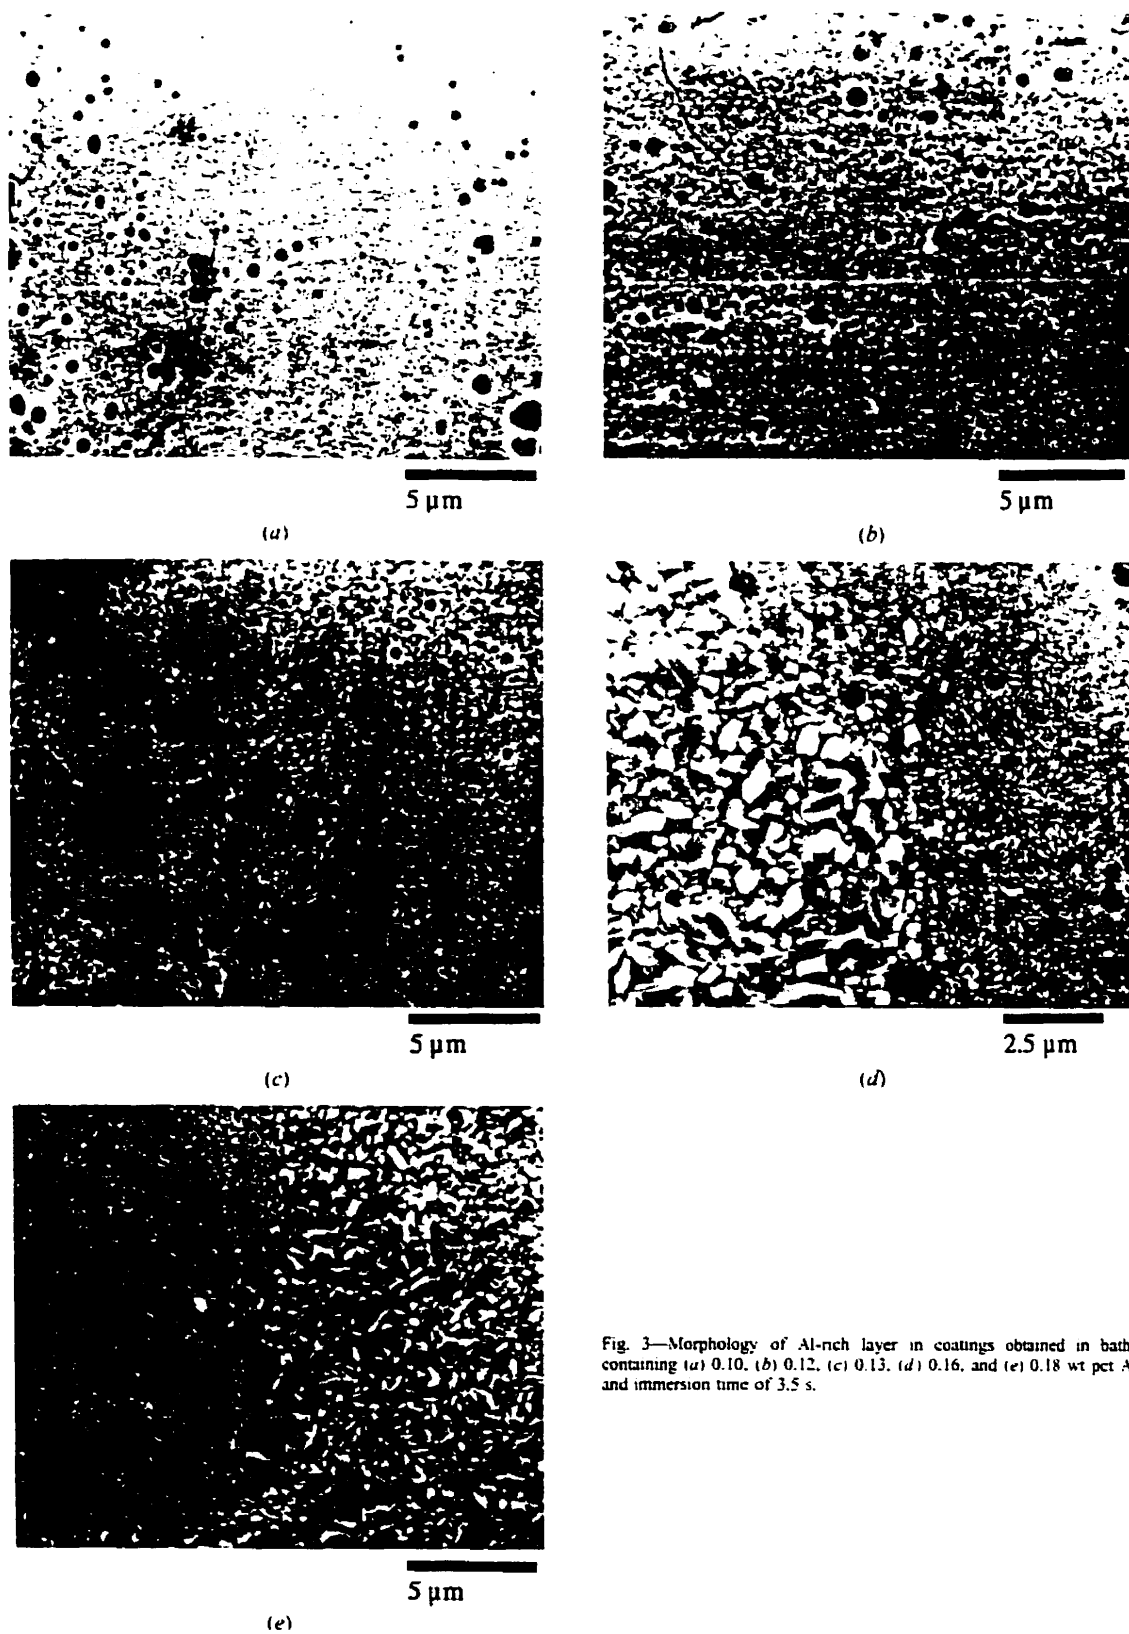 5 μm
5 μm
(a)
(b)
5 μm
2.5 μm
(c)
(d)
Fig. 3—Morphology of Al-rich layer in coatings obtained in bath
containing (a) 0.10, (b) 0.12, (c) 0.13, (d) 0.16, and (e) 0.18 wt pct A
and immersion time of 3.5 s.
5 μm
(e)